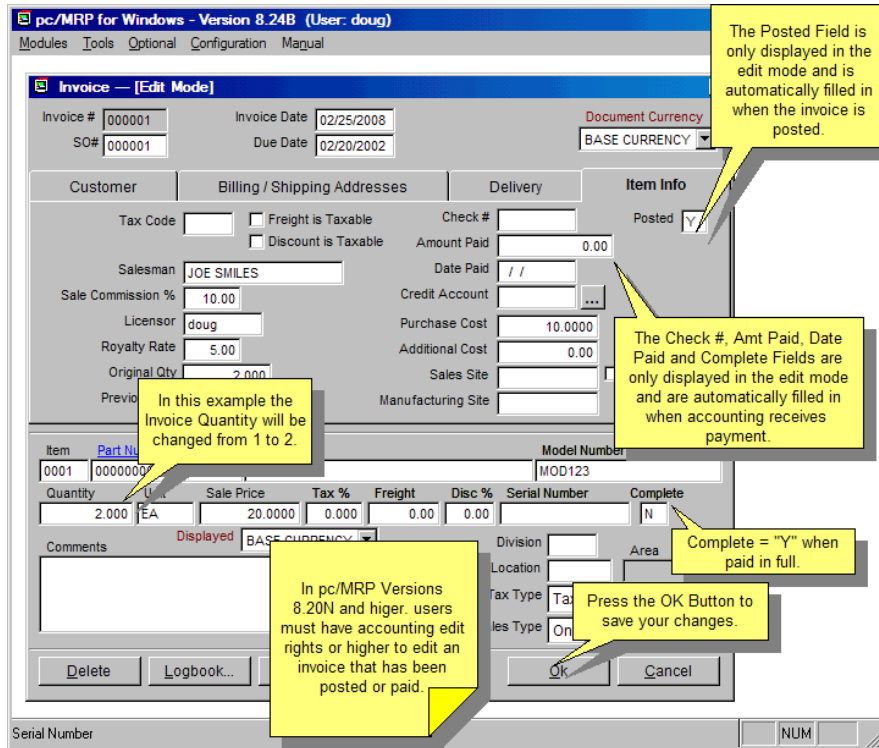 pc/MRP for Windows - Version 8.24B (User: doug)
Modules Tools Optional Configuration Manual
The Posted Field is
only displayed in the
edit mode and is
automatically filled in
when the invoice is
posted.
Invoice — [Edit Mode]
Invoice # 000001 Invoice Date 02/25/2008 Document Currency
SO# 000001 Due Date 02/20/2002 BASE CURRENCY
Customer Billing / Shipping Addresses Delivery Item Info
Tax Code Freight is Taxable Check # Posted Y
Discount is Taxable Amount Paid 0.00
Salesman JOE SMILES Date Paid / /
Sale Commission % 10.00 Credit Account ...
Licensor doug Purchase Cost 10.0000
Royalty Rate 5.00 Additional Cost 0.00
Original Qty 2.000 Sales Site
Manufacturing Site
The Check #, Amt Paid, Date
Paid and Complete Fields are
only displayed in the edit mode
and are automatically filled in
when accounting receives
payment.
In this example the
Invoice Quantity will be
changed from 1 to 2.
Item Part Model Number
0001 MOD123
Quantity Unit Sale Price Tax % Freight Disc % Serial Number Complete
2.000 EA 20.0000 0.000 0.00 0.00 N
Comments Displayed BASE CURRENCY Division Area
Location
Tax Type
Type
Complete = "Y" when
paid in full.
In pc/MRP Versions
8.20N and higer. users
must have accounting edit
rights or higher to edit an
invoice that has been
posted or paid.
Press the OK Button to
save your changes.
Delete Logbook... Ok Cancel
Serial Number NUM